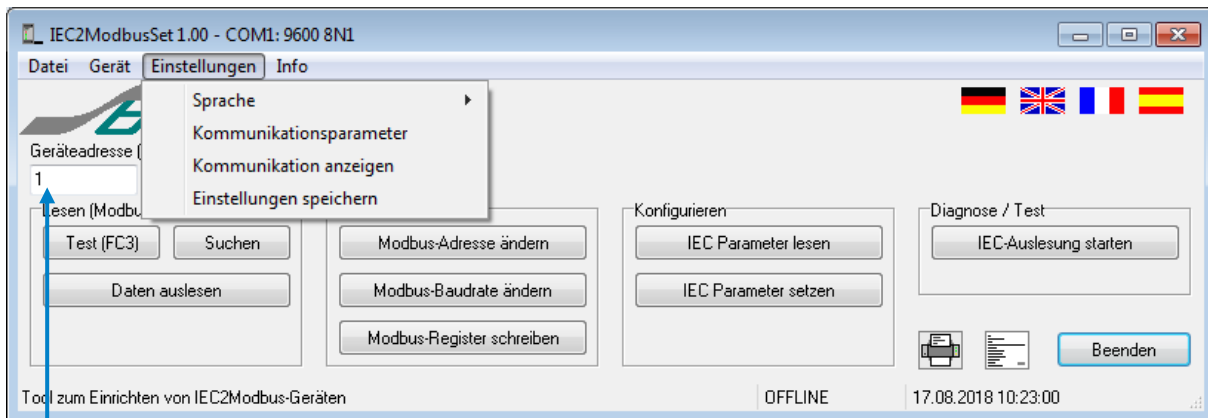 IEC2ModbusSet 1.00 - COM1: 9600 8N1
Datei Gerät Einstellungen Info
Sprache
Kommunikationsparameter
Kommunikation anzeigen
Einstellungen speichern
Geräteadresse (
1
Lesen (Modbu
Test (FC3) Suchen
Daten auslesen
Modbus-Adresse ändern
Modbus-Baudrate ändern
Modbus-Register schreiben
Konfigurieren
IEC Parameter lesen
IEC Parameter setzen
Diagnose / Test
IEC-Auslesung starten
Beenden
Tool zum Einrichten von IEC2Modbus-Geräten OFFLINE 17.08.2018 10:23:00